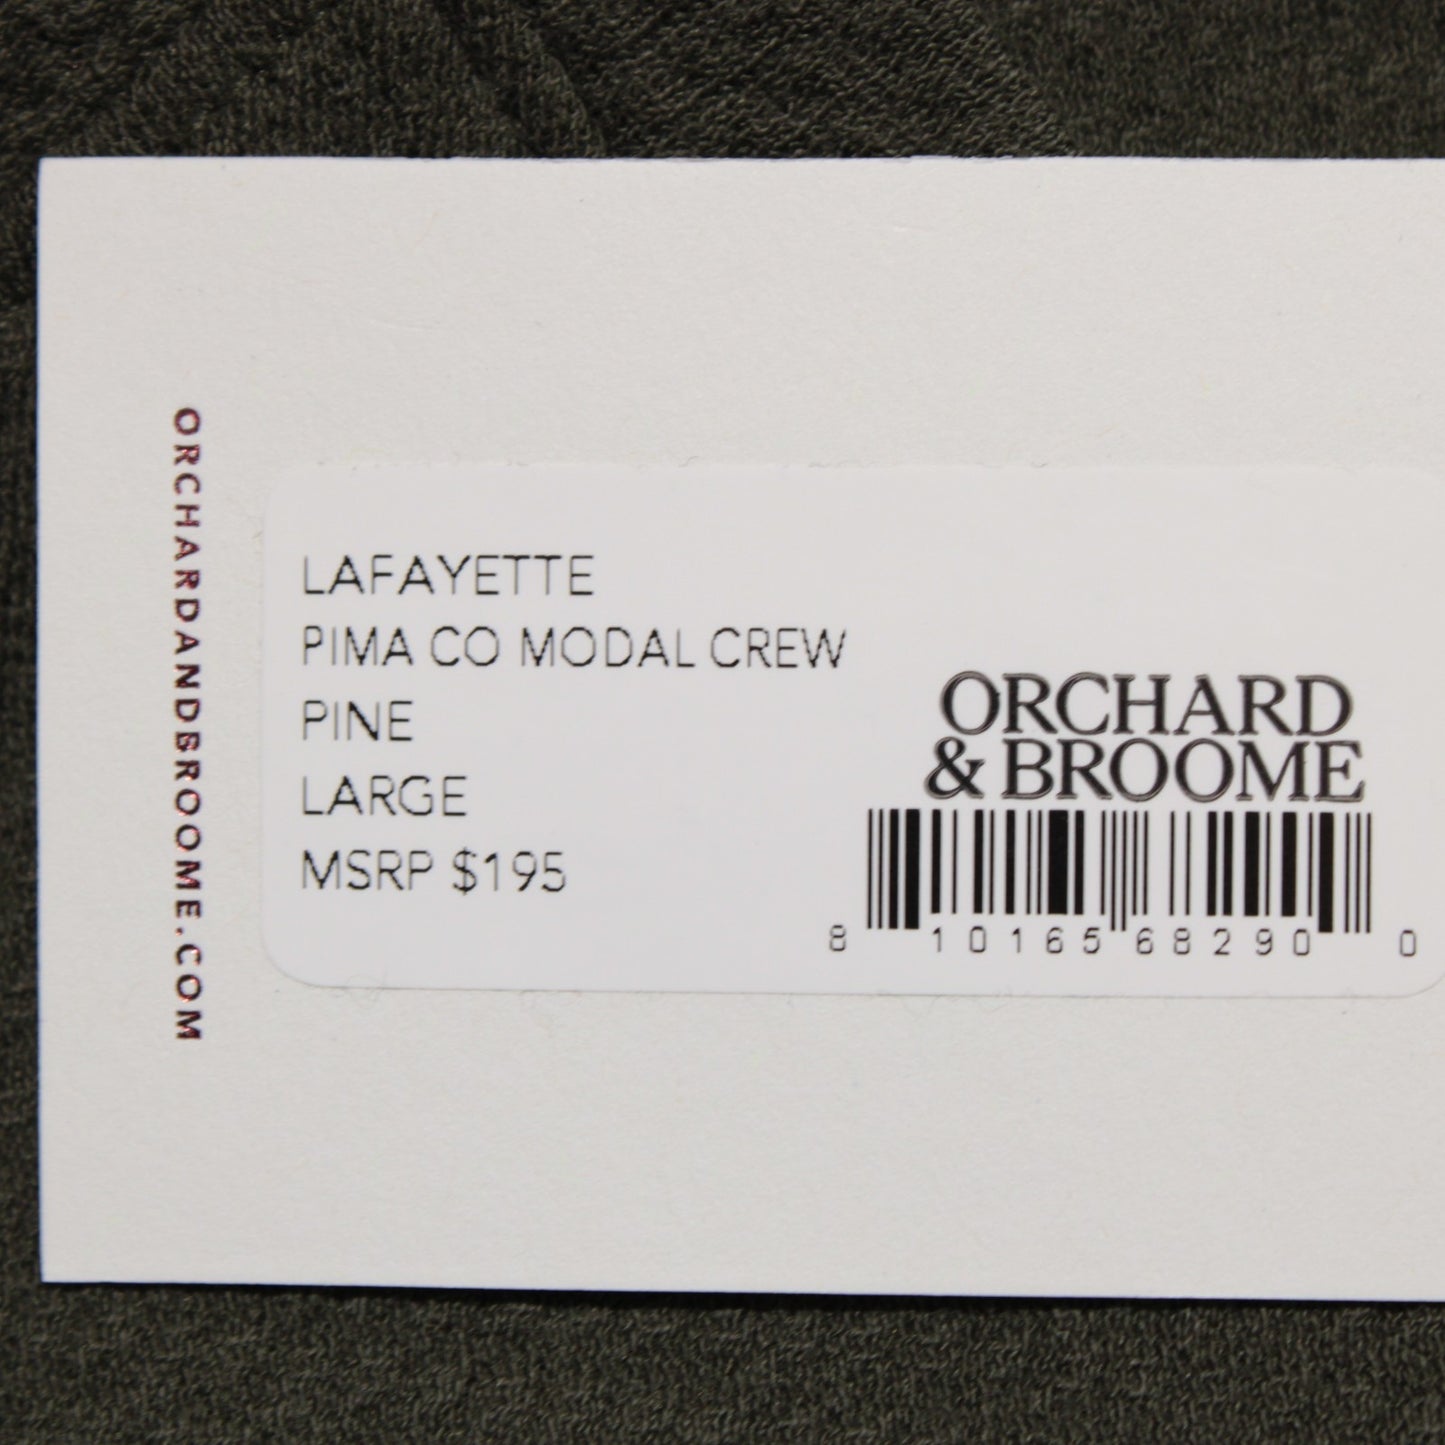 ORCHARDANDBROOME.COM
LAFAYETTE
PIMA CO MODAL CREW
PINE
LARGE
MSRP $195
ORCHARD
& BROOME
8 10165 68290 0